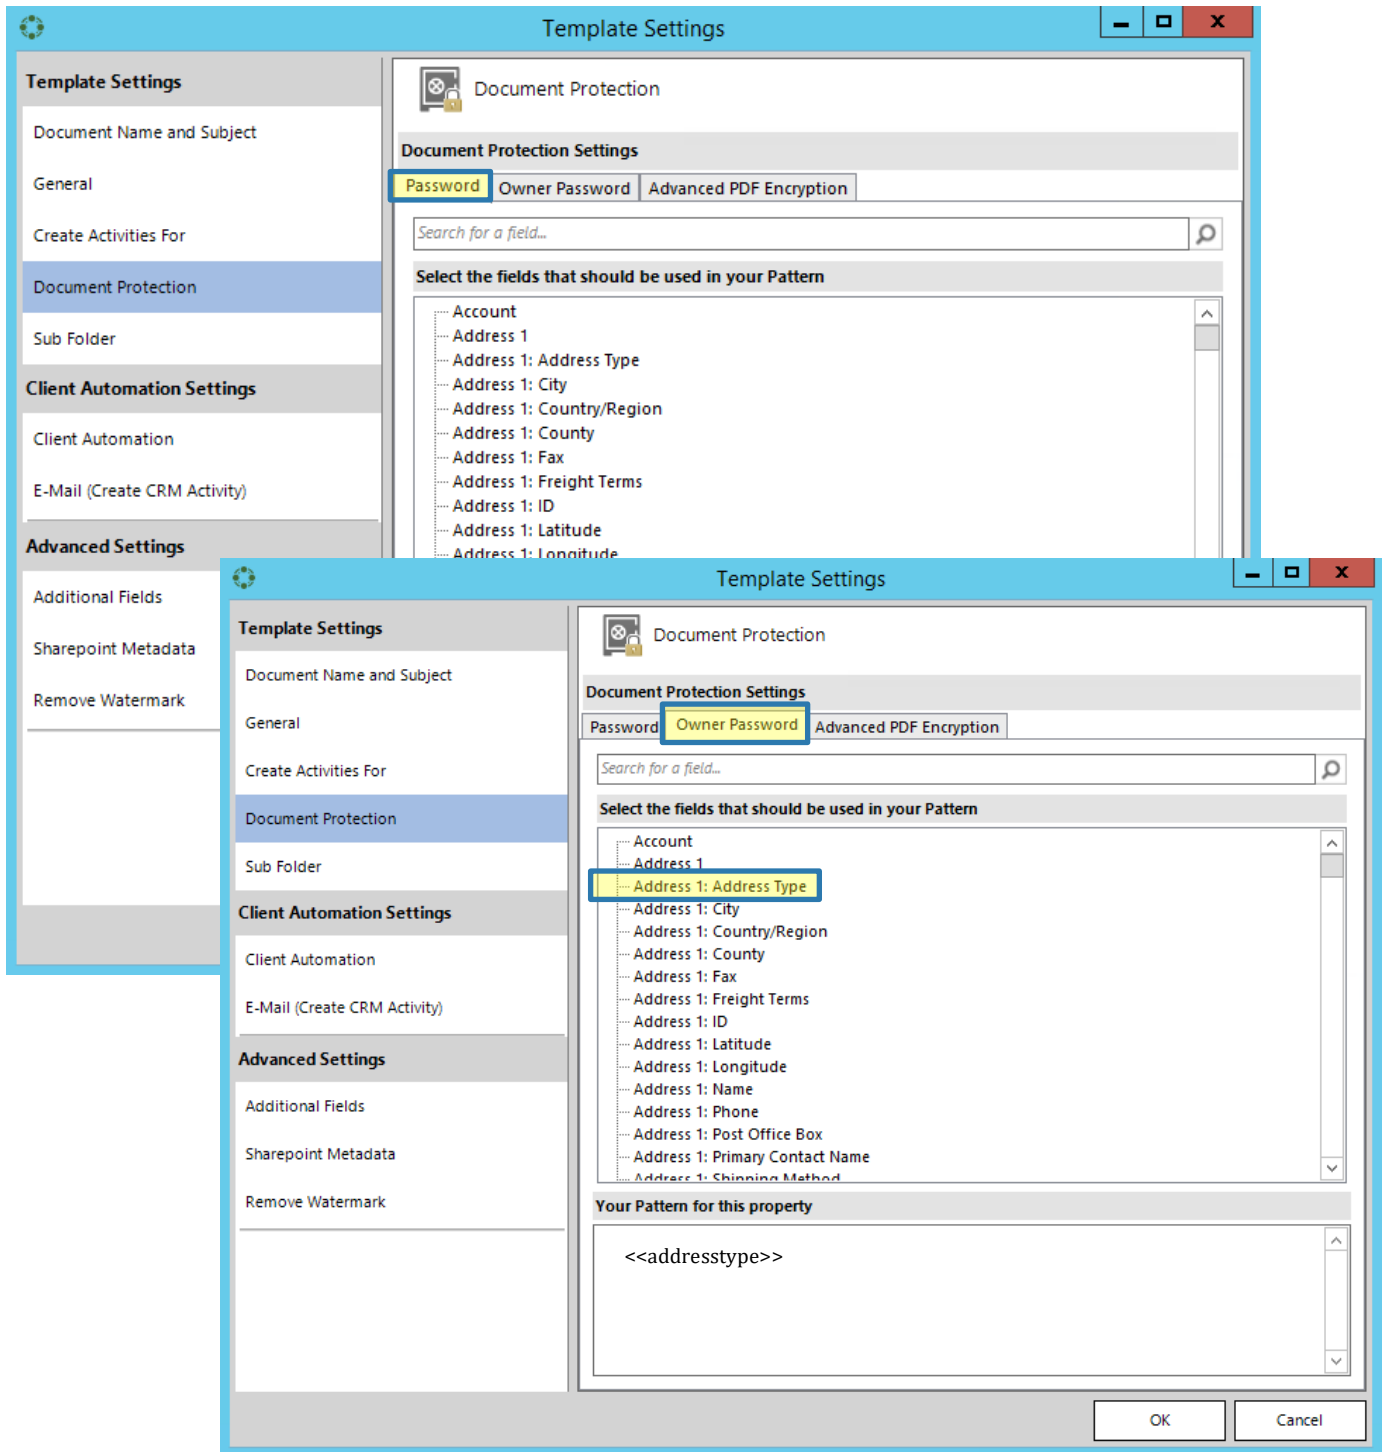 Template Settings
Template Settings
Document Name and Subject
General
Create Activities For
Document Protection
Sub Folder
Client Automation Settings
Client Automation
E-Mail (Create CRM Activity)
Advanced Settings
Additional Fields
Sharepoint Metadata
Remove Watermark
Document Protection
Document Protection Settings
Password Owner Password Advanced PDF Encryption
Search for a field...
Select the fields that should be used in your Pattern
Account
Address 1
Address 1: Address Type
Address 1: City
Address 1: Country/Region
Address 1: County
Address 1: Fax
Address 1: Freight Terms
Address 1: ID
Address 1: Latitude
Address 1: Longitude
Template Settings
Template Settings
Document Name and Subject
General
Create Activities For
Document Protection
Sub Folder
Client Automation Settings
Client Automation
E-Mail (Create CRM Activity)
Advanced Settings
Additional Fields
Sharepoint Metadata
Remove Watermark
Document Protection
Document Protection Settings
Password Owner Password Advanced PDF Encryption
Search for a field...
Select the fields that should be used in your Pattern
Account
Address 1
Address 1: Address Type
Address 1: City
Address 1: Country/Region
Address 1: County
Address 1: Fax
Address 1: Freight Terms
Address 1: ID
Address 1: Latitude
Address 1: Longitude
Address 1: Name
Address 1: Phone
Address 1: Post Office Box
Address 1: Primary Contact Name
Address 1: Shipping Method
Your Pattern for this property
<<addresstype>>
OK Cancel